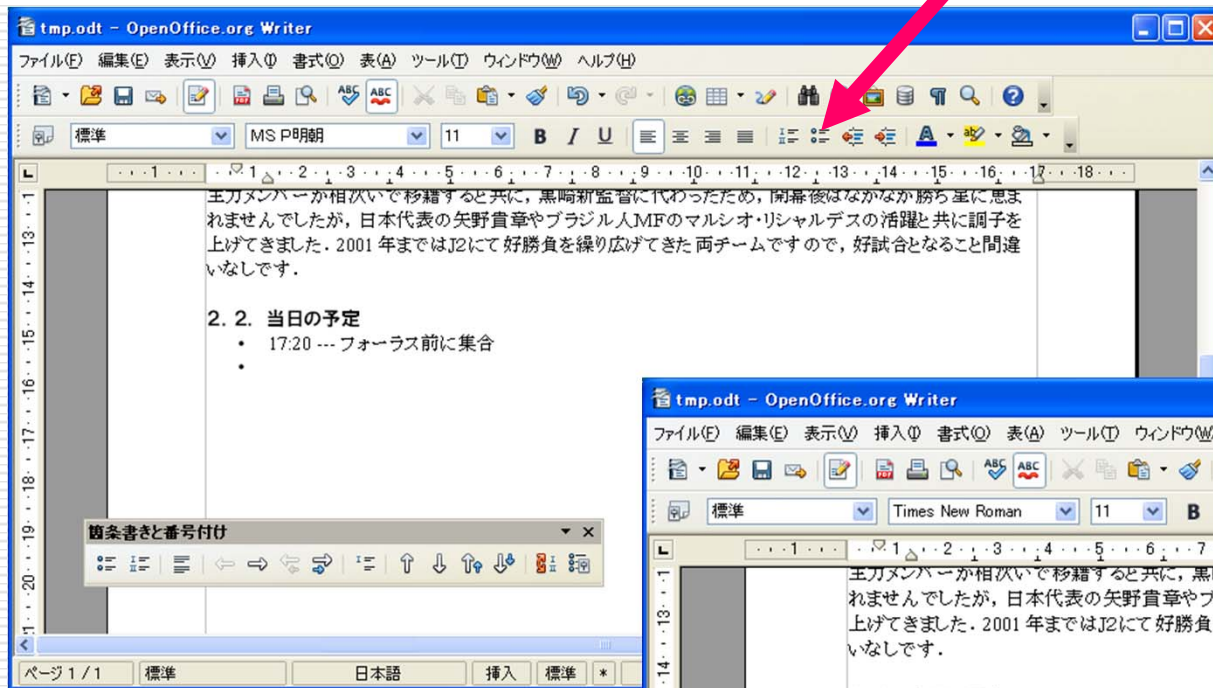 tmp.odt - OpenOffice.org Writer
ファイル(F) 編集(E) 表示(V) 挿入(I) 書式(O) 表(A) ツール(T) ウィンドウ(W) ヘルプ(H)
標準 MS P明朝 11 B I U
1 1 2 3 4 5 6 7 8 9 10 11 12 13 14 15 16 17 18
主力メンバーが相次いで移籍すると共に，黒崎新監督に代わったため，開幕後はなかなか勝ち星に恵ま
れませんでしたが，日本代表の矢野貴章やブラジル人MFのマルシオ・リシャルデスの活躍と共に調子を
上げてきました．2001年まではJ2にて好勝負を繰り広げてきた両チームですので，好試合となること間違
いなしです．
2．2． 当日の予定
• 17:20 --- フォーラス前に集合
•
箇条書きと番号付け
ページ 1 / 1 標準 日本語 挿入 標準 *
tmp.odt - OpenOffice.org Writer
ファイル(F) 編集(E) 表示(V) 挿入(I) 書式(O) 表(A) ツール(T) ウィンドウ(W)
標準 Times New Roman 11 B
1 1 2 3 4 5 6 7
主力メンバーが相次いで移籍すると共に，黒
れませんでしたが，日本代表の矢野貴章やブ
上げてきました．2001年まではJ2にて好勝負
いなしです．